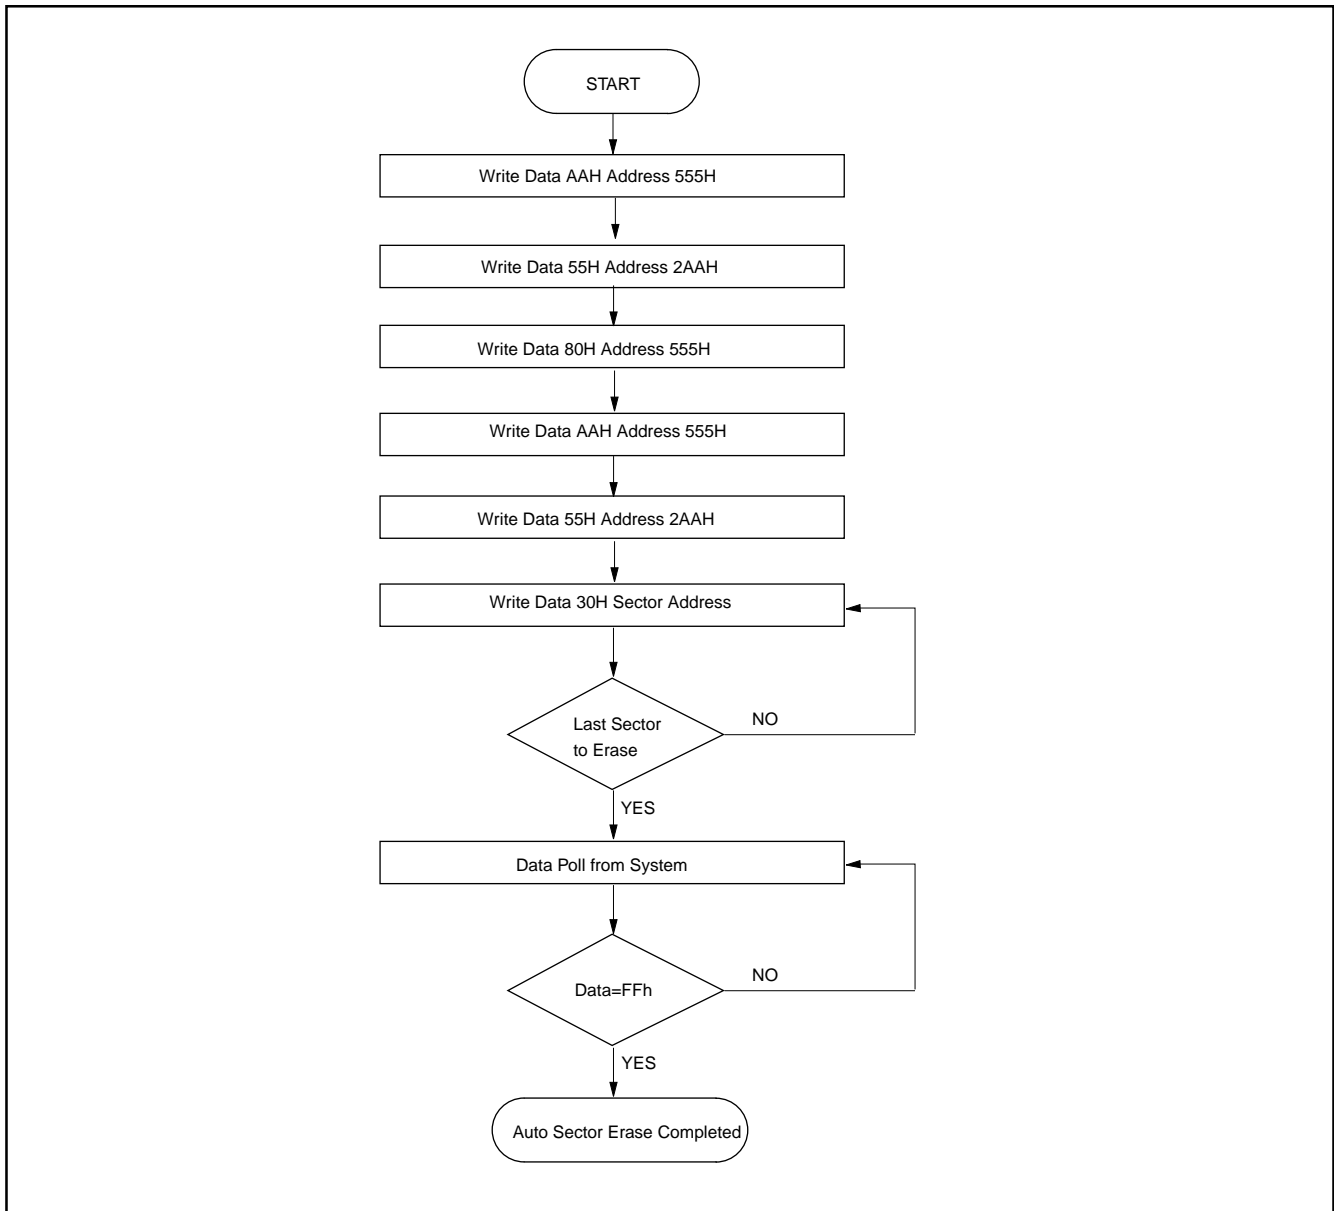 START
Write Data AAH Address 555H
Write Data 55H Address 2AAH
Write Data 80H Address 555H
Write Data AAH Address 555H
Write Data 55H Address 2AAH
Write Data 30H Sector Address
Last Sector
to Erase
NO
YES
Data Poll from System
Data=FFh
NO
YES
Auto Sector Erase Completed